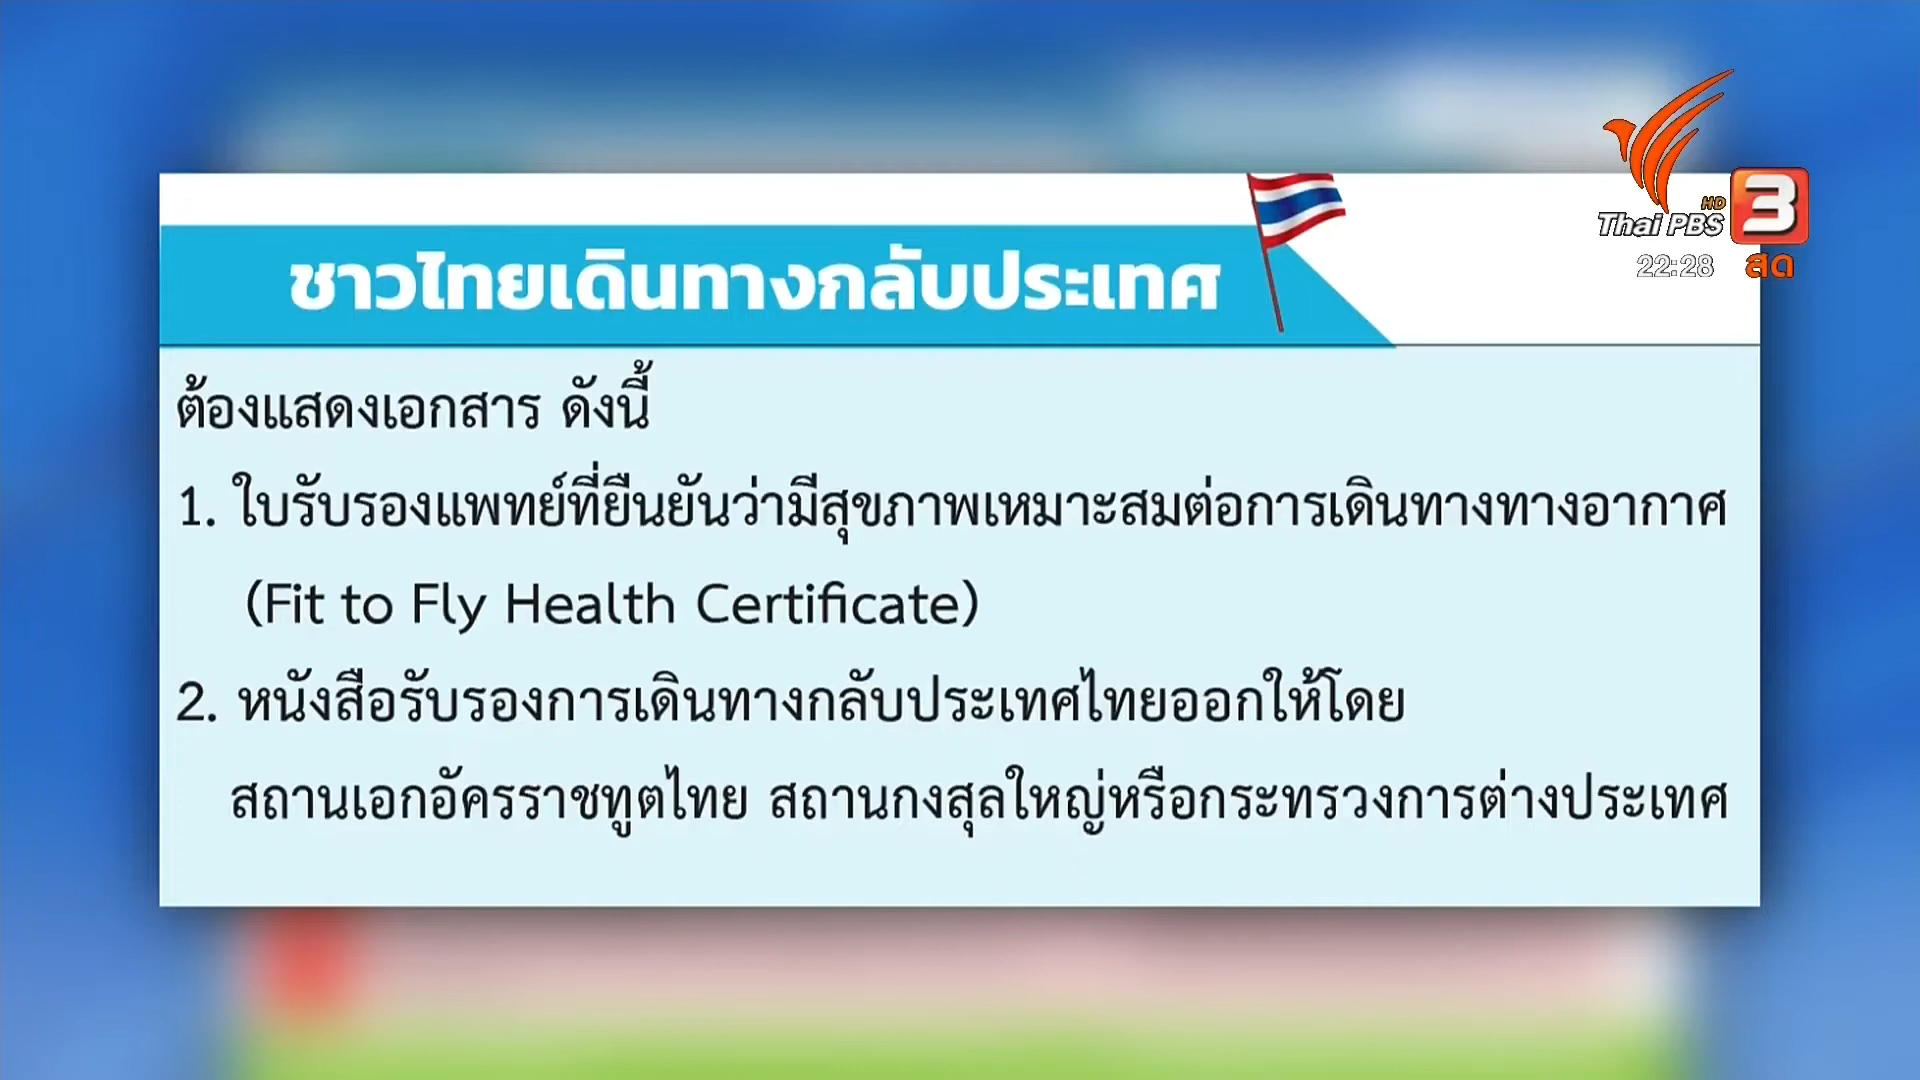 ชาวไทยเดินทางกลับประเทศ
HD
Thai PBS 3
22:28 สด
ต้องแสดงเอกสาร ดังนี้
1. ใบรับรองแพทย์ที่ยืนยันว่ามีสุขภาพเหมาะสมต่อการเดินทางทางอากาศ
(Fit to Fly Health Certificate)
2. หนังสือรับรองการเดินทางกลับประเทศไทยออกให้โดย
สถานเอกอัครราชทูตไทย สถานกงสุลใหญ่หรือกระทรวงการต่างประเทศ